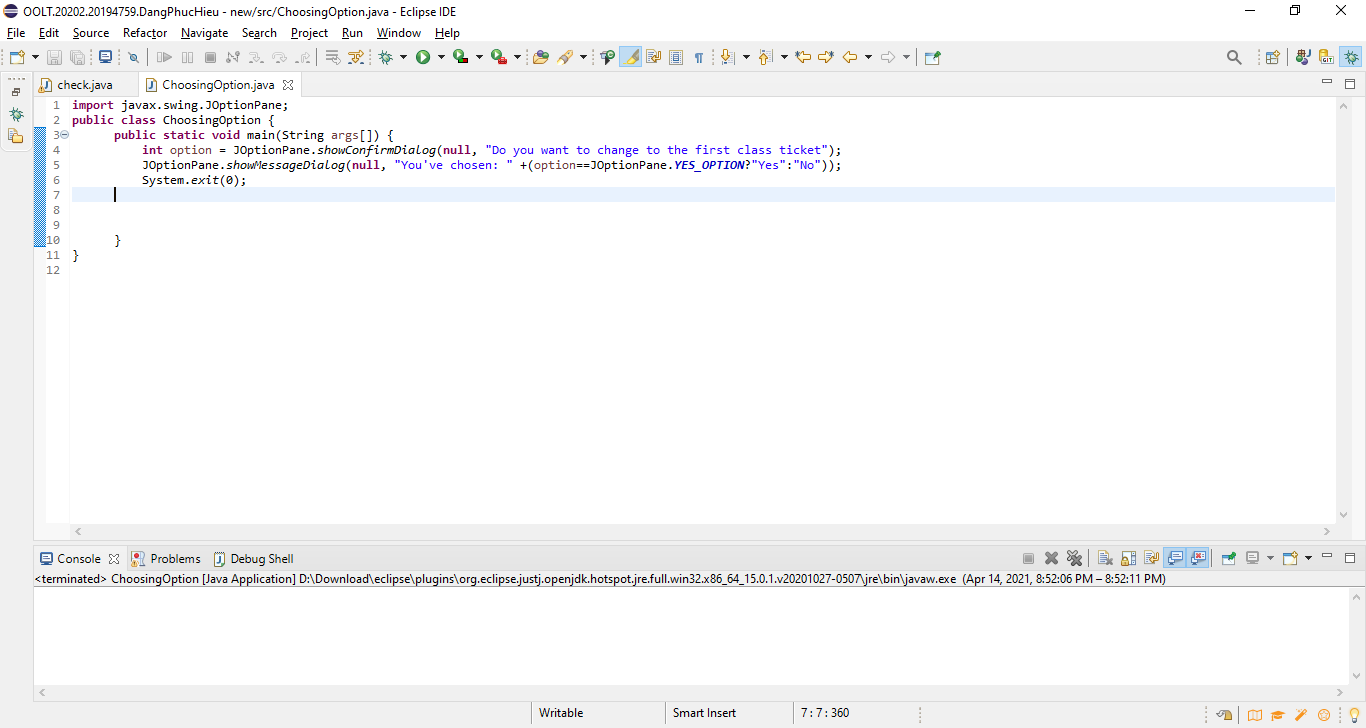 OOLT.20202.20194759.DangPhucHieu - new/src/ChoosingOption.java - Eclipse IDE
File Edit Source Refactor Navigate Search Project Run Window Help
check.java ChoosingOption.java
1 import javax.swing.JOptionPane;
2 public class ChoosingOption {
3 public static void main(String args[]) {
4 int option = JOptionPane.showConfirmDialog(null, "Do you want to change to the first class ticket");
5 JOptionPane.showMessageDialog(null, "You've chosen: " +(option==JOptionPane.YES_OPTION?"Yes":"No"));
6 System.exit(0);
7
8
9
10 }
11 }
12
Console Problems Debug Shell
<terminated> ChoosingOption [Java Application] D:\Download\eclipse\plugins\org.eclipse.justj.openjdk.hotspot.jre.full.win32.x86_64_15.0.1.v20201027-0507\jre\bin\javaw.exe (Apr 14, 2021, 8:52:06 PM – 8:52:11 PM)
Writable Smart Insert 7 : 7 : 360